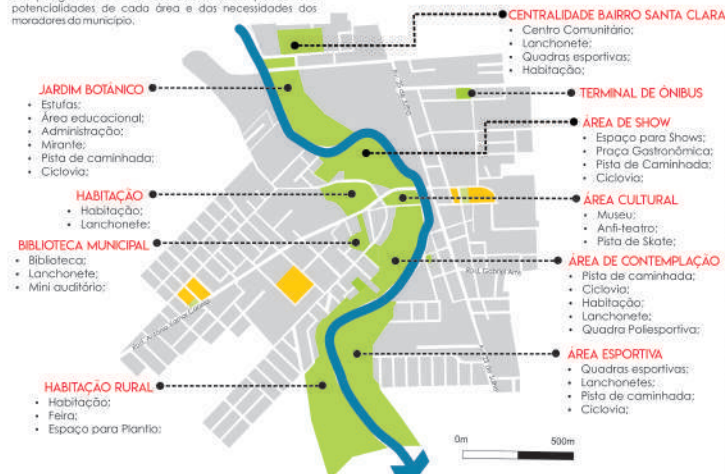 potencialidades de cada área e das necessidades dos
moradores do município.
CENTRALIDADE BAIRRO SANTA CLARA
• Centro Comunitário;
• Lanchonete;
• Quadras esportivas;
• Habitação;
JARDIM BOTÂNICO
• Estufas;
• Área educacional;
• Administração;
• Mirante;
• Pista de caminhada;
• Ciclovia;
TERMINAL DE ÔNIBUS
ÁREA DE SHOW
• Espaço para Shows;
• Praça Gastronômica;
• Pista de Caminhada;
• Ciclovia;
HABITAÇÃO
• Habitação;
• Lanchonete;
ÁREA CULTURAL
• Museu;
• Anfi-teatro;
• Pista de Skate;
BIBLIOTECA MUNICIPAL
• Biblioteca;
• Lanchonete;
• Mini auditório;
ÁREA DE CONTEMPLAÇÃO
• Pista de caminhada;
• Ciclovia;
• Habitação;
• Lanchonete;
• Quadra Poliesportiva;
ÁREA ESPORTIVA
• Quadras esportivas;
• Lanchonetes;
• Pista de caminhada;
• Ciclovia;
HABITAÇÃO RURAL
• Habitação;
• Feira;
• Espaço para Plantio;
0m 500m